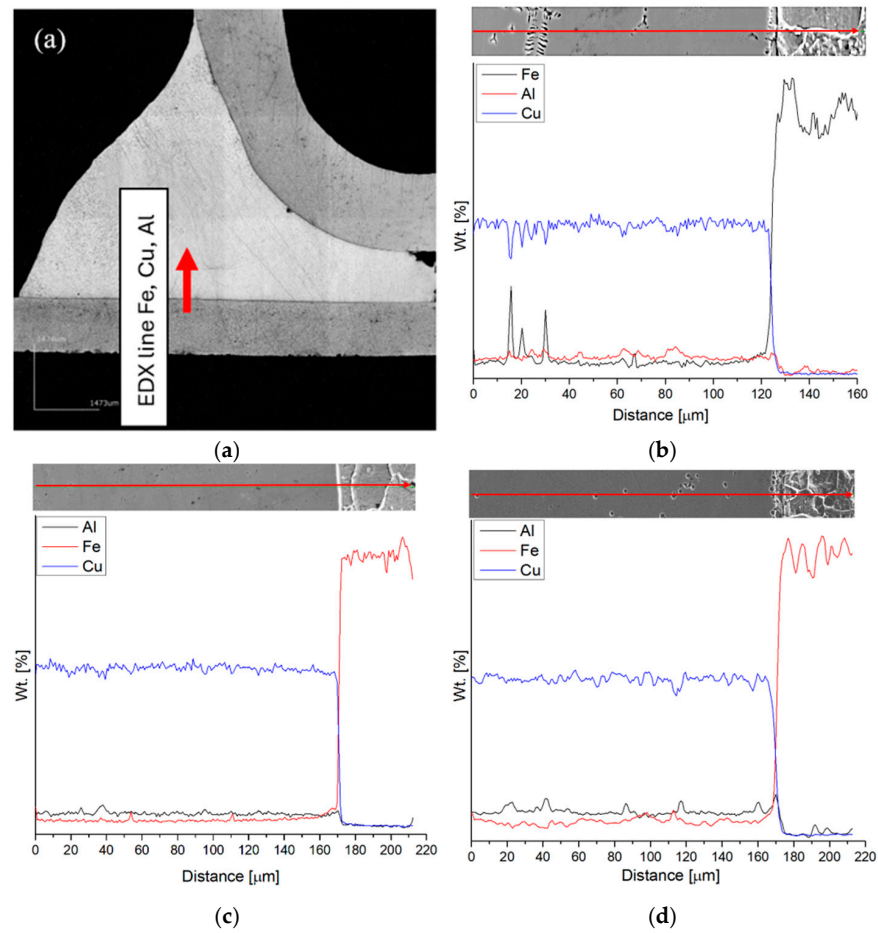 (a)
EDX line Fe, Cu, Al
1473um
(a)
Fe
Al
Cu
Wt. [%]
0 20 40 60 80 100 120 140 160
Distance [μm]
(b)
Al
Fe
Cu
Wt. [%]
0 20 40 60 80 100 120 140 160 180 200 220
Distance [μm]
(c)
Al
Fe
Cu
Wt. [%]
0 20 40 60 80 100 120 140 160 180 200 220
Distance [μm]
(d)